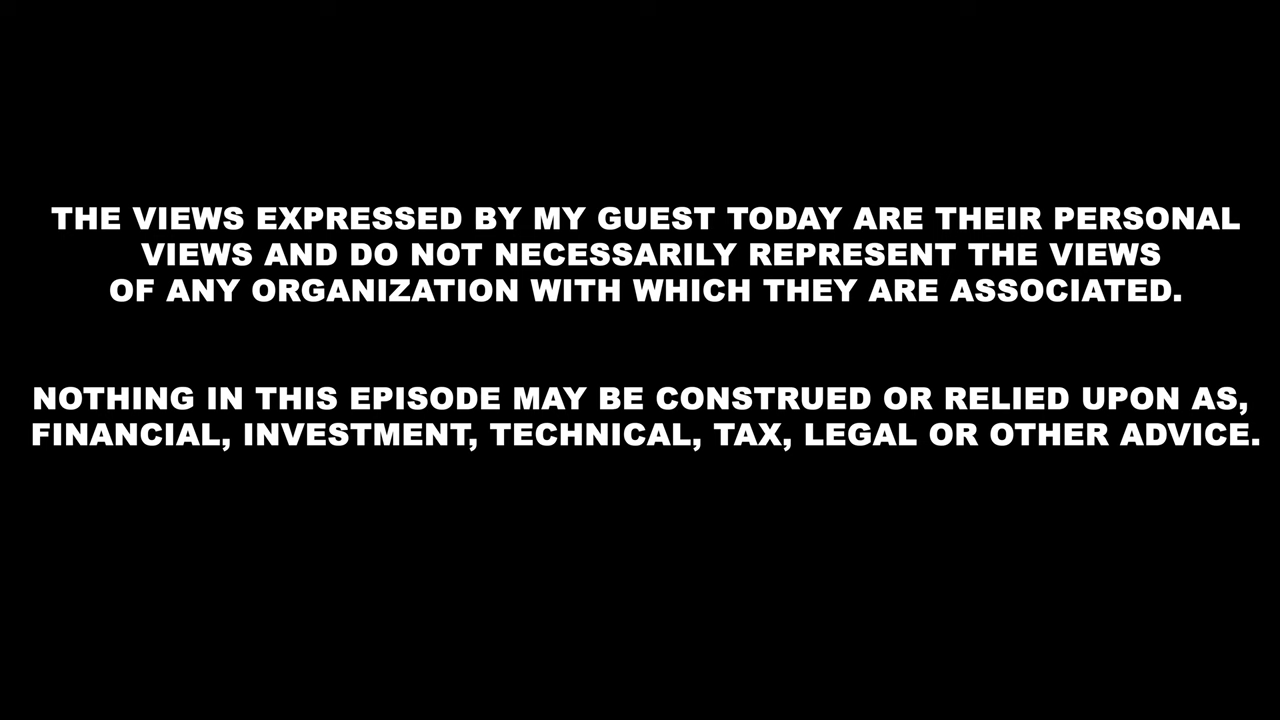 THE VIEWS EXPRESSED BY MY GUEST TODAY ARE THEIR PERSONAL
VIEWS AND DO NOT NECESSARILY REPRESENT THE VIEWS
OF ANY ORGANIZATION WITH WHICH THEY ARE ASSOCIATED.
NOTHING IN THIS EPISODE MAY BE CONSTRUED OR RELIED UPON AS,
FINANCIAL, INVESTMENT, TECHNICAL, TAX, LEGAL OR OTHER ADVICE.